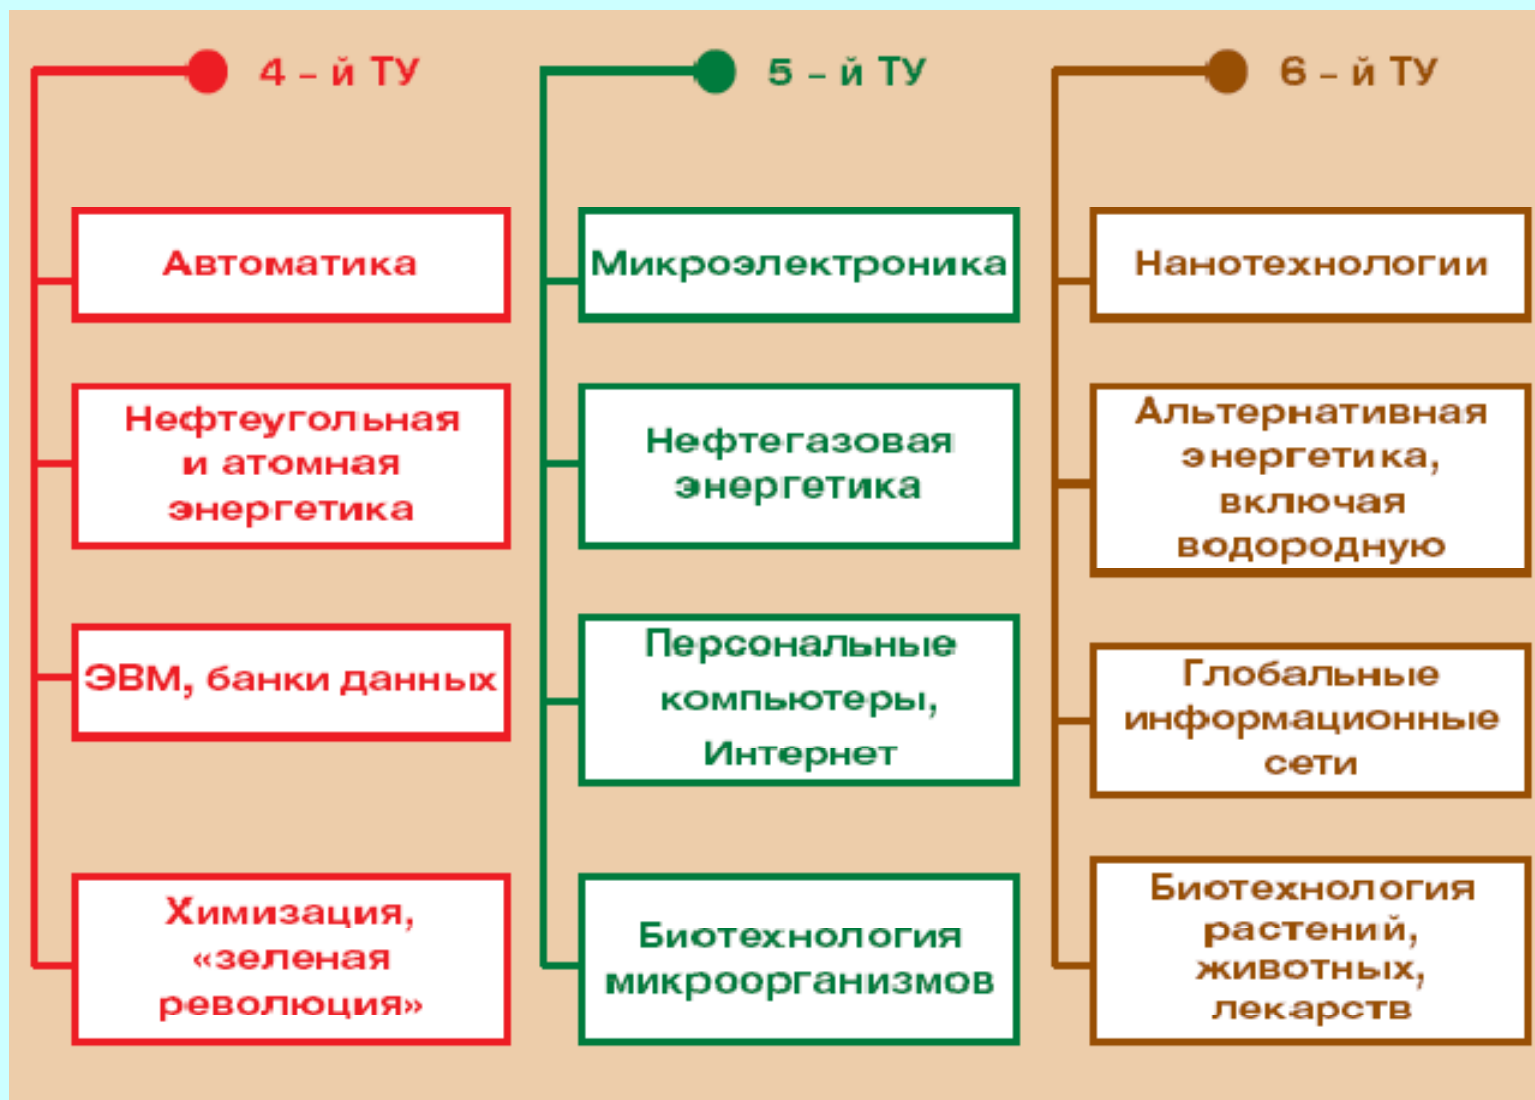 4 – й ТУ
Автоматика
Нефтеугольная
и атомная
энергетика
ЭВМ, банки данных
Химизация,
«зеленая
революция»
5 – й ТУ
Микроэлектроника
Нефтегазовая
энергетика
Персональные
компьютеры,
Интернет
Биотехнология
микроорганизмов
6 – й ТУ
Нанотехнологии
Альтернативная
энергетика,
включая
водородную
Глобальные
информационные
сети
Биотехнология
растений,
животных,
лекарств